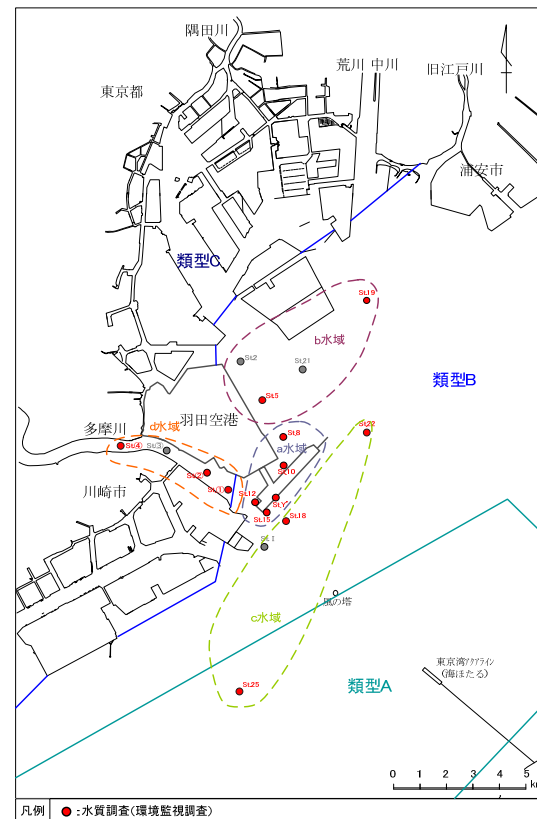 隅田川
荒川 中川
旧江戸川
東京都
浦安市
類型C
St.19
b水域
St.2
St.21
類型B
St.5
羽田空港
多摩川
d水域
St.22
St.8
a水域
St.④
St.③
St.10
St.②
川崎市
St.①
St.12
St.Y
St.15
St.18
St.I
風の塔
c水域
東京湾アクアライン
(海ほたる)
類型A
St.25
0 1 2 3 4 5
km
凡例
:水質調査(環境監視調査)